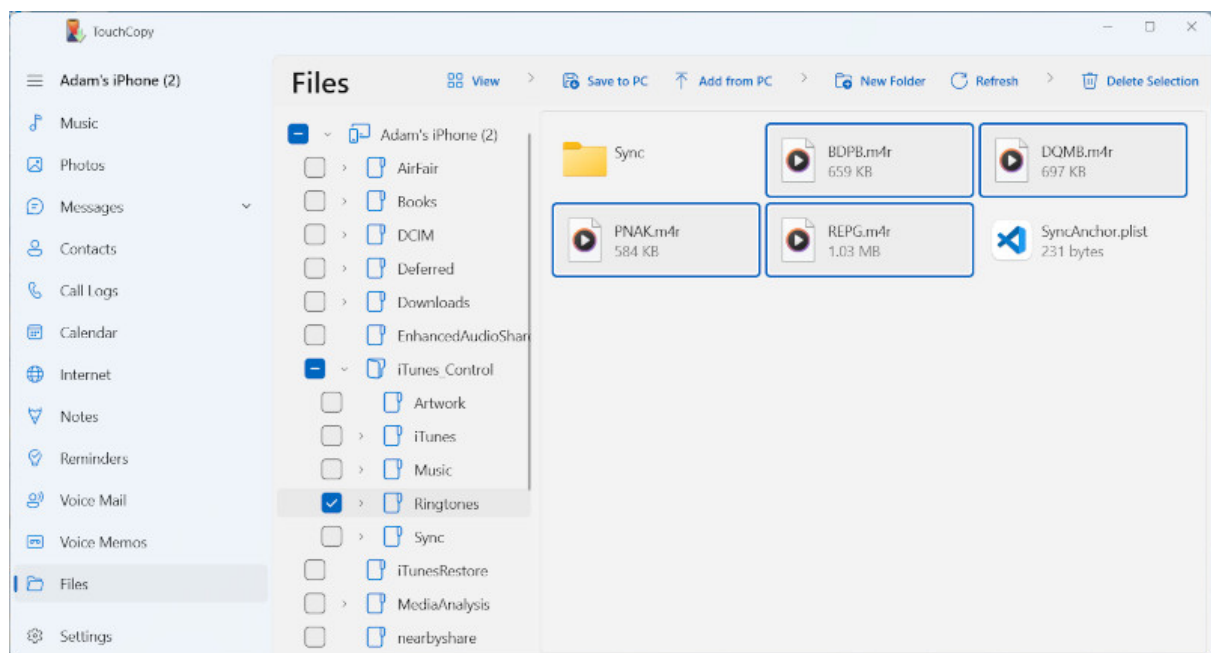 TouchCopy
Adam's iPhone (2)
Music
Photos
Messages
Contacts
Call Logs
Calendar
Internet
Notes
Reminders
Voice Mail
Voice Memos
Files
Settings
Files
View
Save to PC
Add from PC
New Folder
Refresh
Delete Selection
Adam's iPhone (2)
AirFair
Books
DCIM
Deferred
Downloads
EnhancedAudioShar
iTunes_Control
Artwork
iTunes
Music
Ringtones
Sync
iTunesRestore
MediaAnalysis
nearbyshare
Sync
BDPB.m4r
659 KB
DQMB.m4r
697 KB
PNAK.m4r
584 KB
REPG.m4r
1.03 MB
SyncAnchor.plist
231 bytes